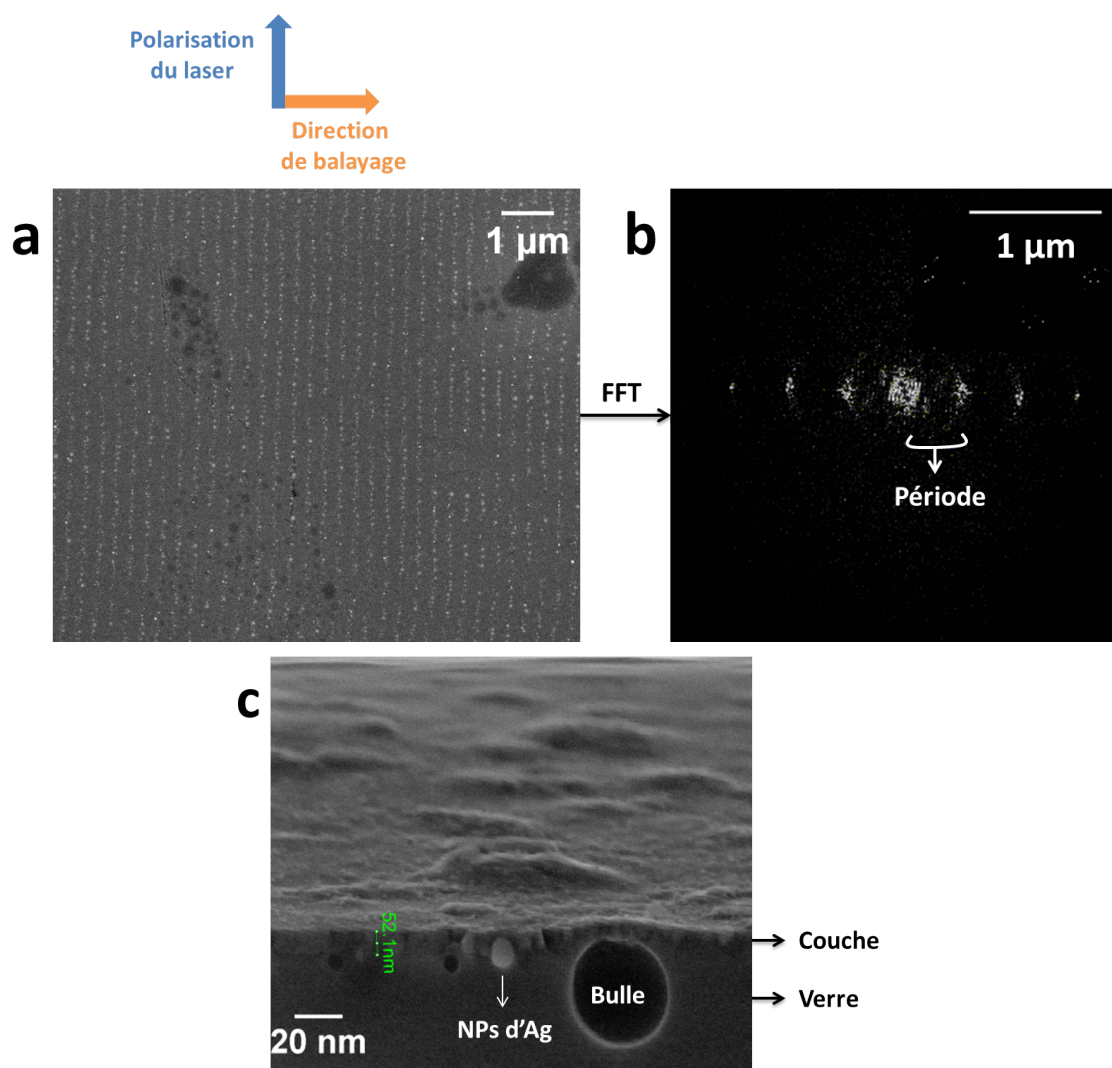 Polarisation
du laser
Direction
de balayage
a
1 µm
b
1 µm
FFT
Période
c
52.1nm
Couche
Bulle
Verre
NPs d'Ag
20 nm